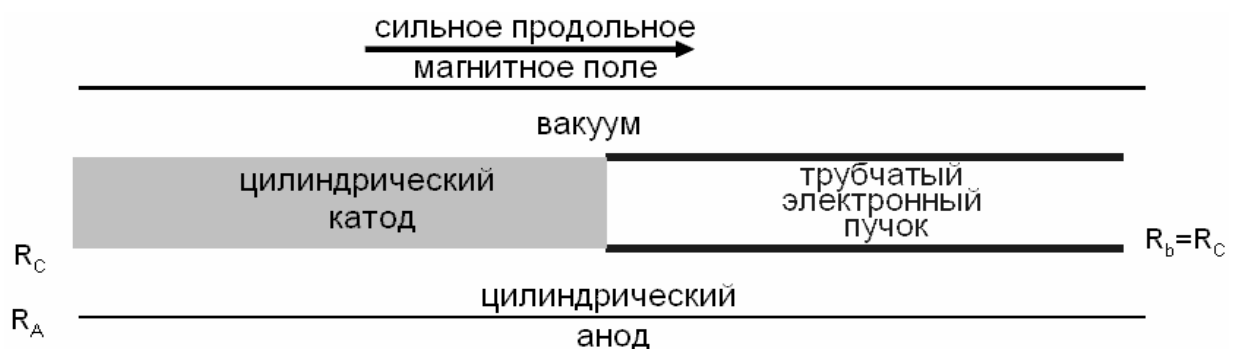 сильное продольное
магнитное поле
вакуум
цилиндрический
катод
трубчатый
электронный
пучок
R_C
R_b=R_C
цилиндрический
R_A
анод